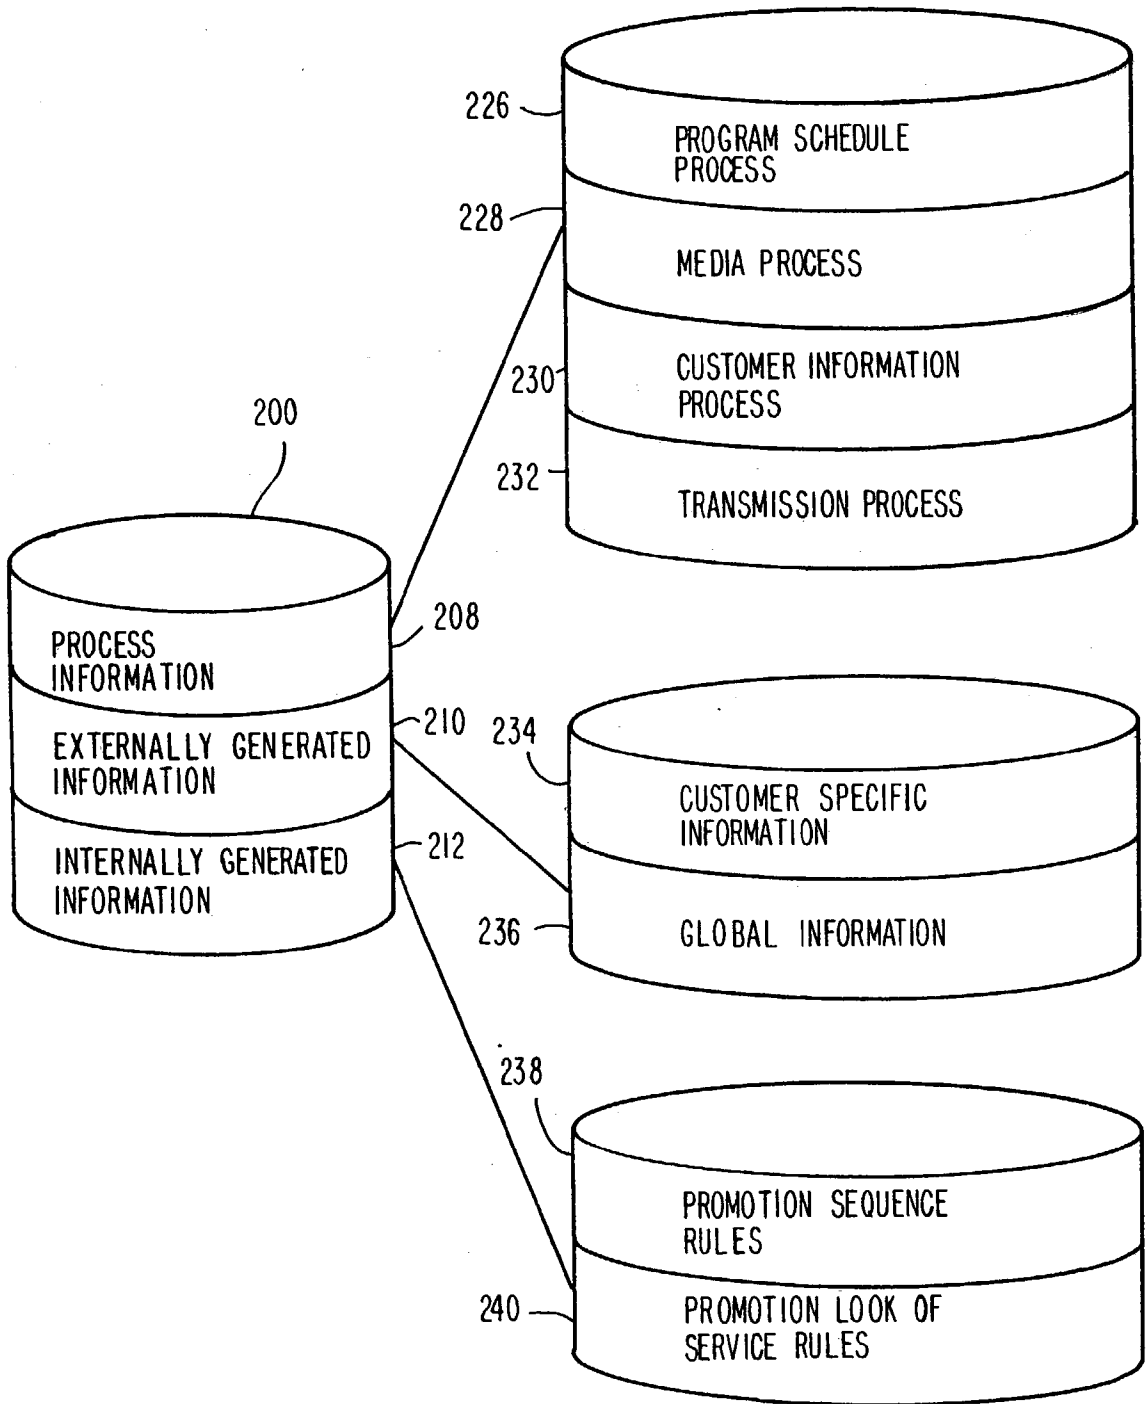 226
PROGRAM SCHEDULE
PROCESS
228
MEDIA PROCESS
230
CUSTOMER INFORMATION
PROCESS
232
TRANSMISSION PROCESS
200
208
PROCESS
INFORMATION
210
EXTERNALLY GENERATED
INFORMATION
212
INTERNALLY GENERATED
INFORMATION
234
CUSTOMER SPECIFIC
INFORMATION
236
GLOBAL INFORMATION
238
PROMOTION SEQUENCE
RULES
240
PROMOTION LOOK OF
SERVICE RULES